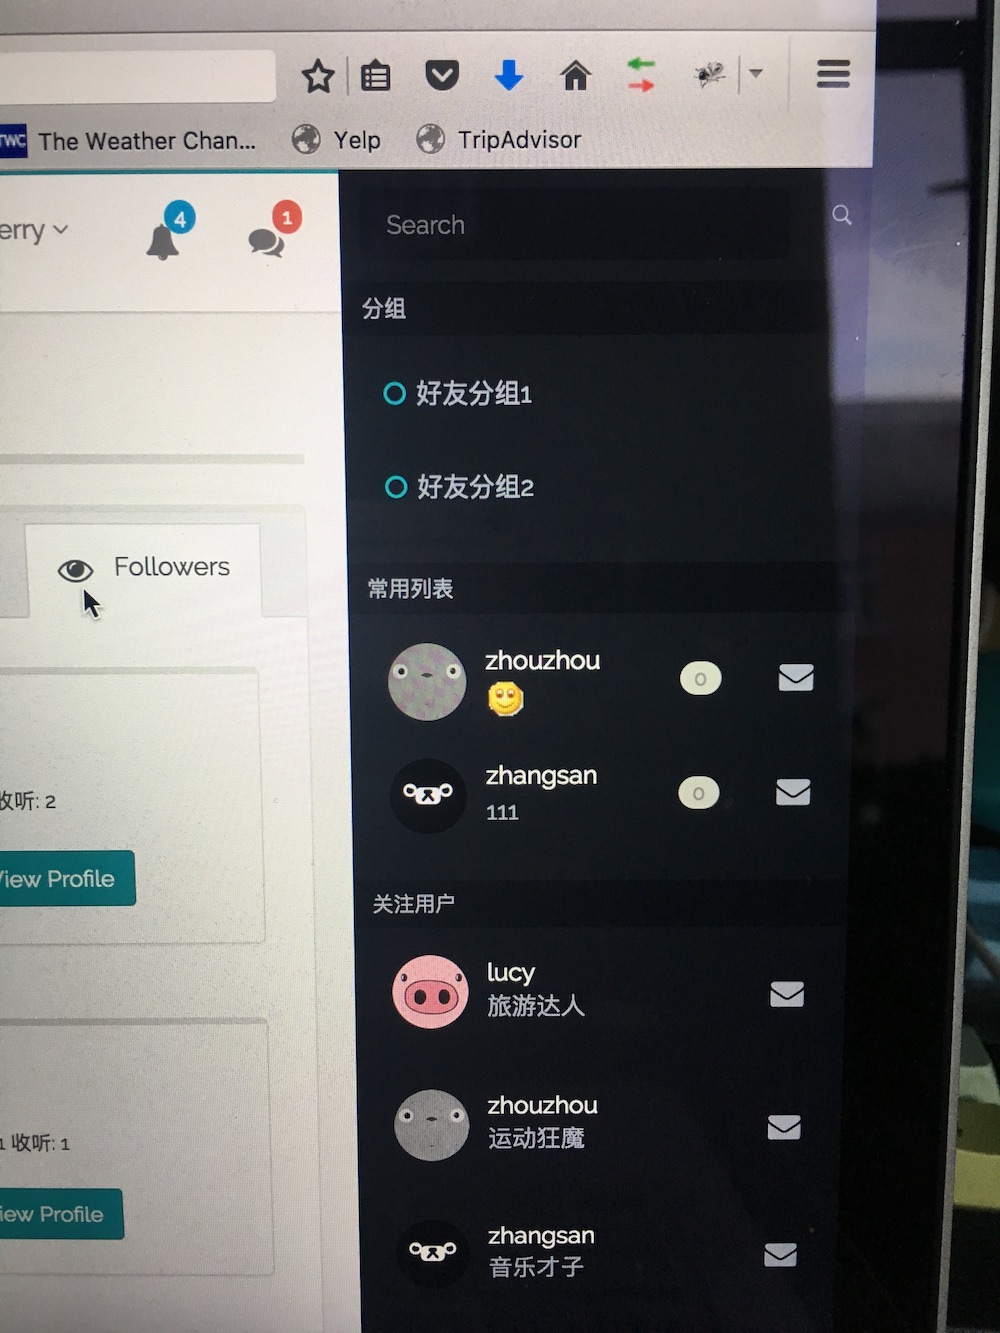 TWC The Weather Chan... Yelp TripAdvisor
erry 4 1
Search
分组
好友分组1
好友分组2
Followers
常用列表
zhouzhou 0
zhangsan 0
111
收听: 2
View Profile
关注用户
lucy
旅游达人
zhouzhou
运动狂魔
1 收听: 1
iew Profile
zhangsan
音乐才子